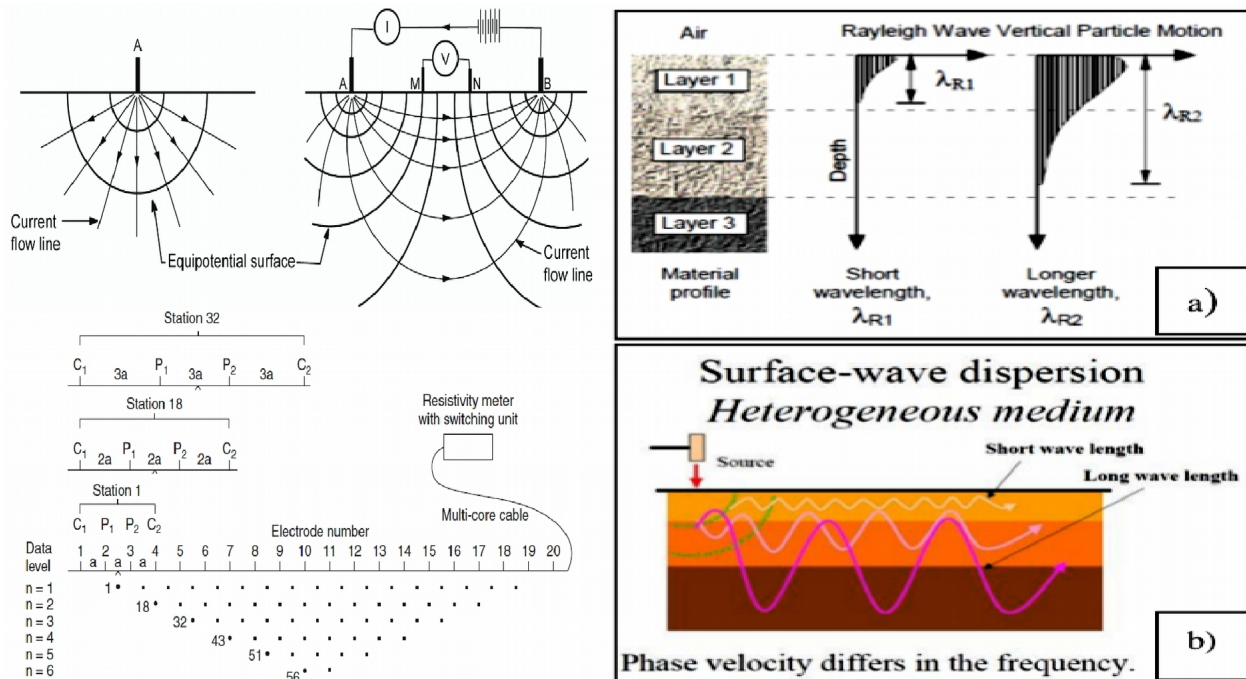 A
Current
flow line
Equipotential surface
I
V
A
M
N
B
Current
flow line
Station 32
C1 P1 P2 C2
3a 3a 3a
Station 18
C1 P1 P2 C2
2a 2a 2a
Station 1
C1 P1 P2 C2
Resistivity meter
with switching unit
Multi-core cable
Electrode number
Data
level
1 2 3 4 5 6 7 8 9 10 11 12 13 14 15 16 17 18 19 20
a a a
n = 1
1
n = 2
18
n = 3
32
n = 4
43
n = 5
51
n = 6
56
Air
Rayleigh Wave Vertical Particle Motion
Layer 1
Layer 2
Layer 3
Depth
λR1
λR2
Material
profile
Short
wavelength,
λR1
Longer
wavelength,
λR2
a)
Surface-wave dispersion
Heterogeneous medium
Source
Short wave length
Long wave length
Phase velocity differs in the frequency.
b)